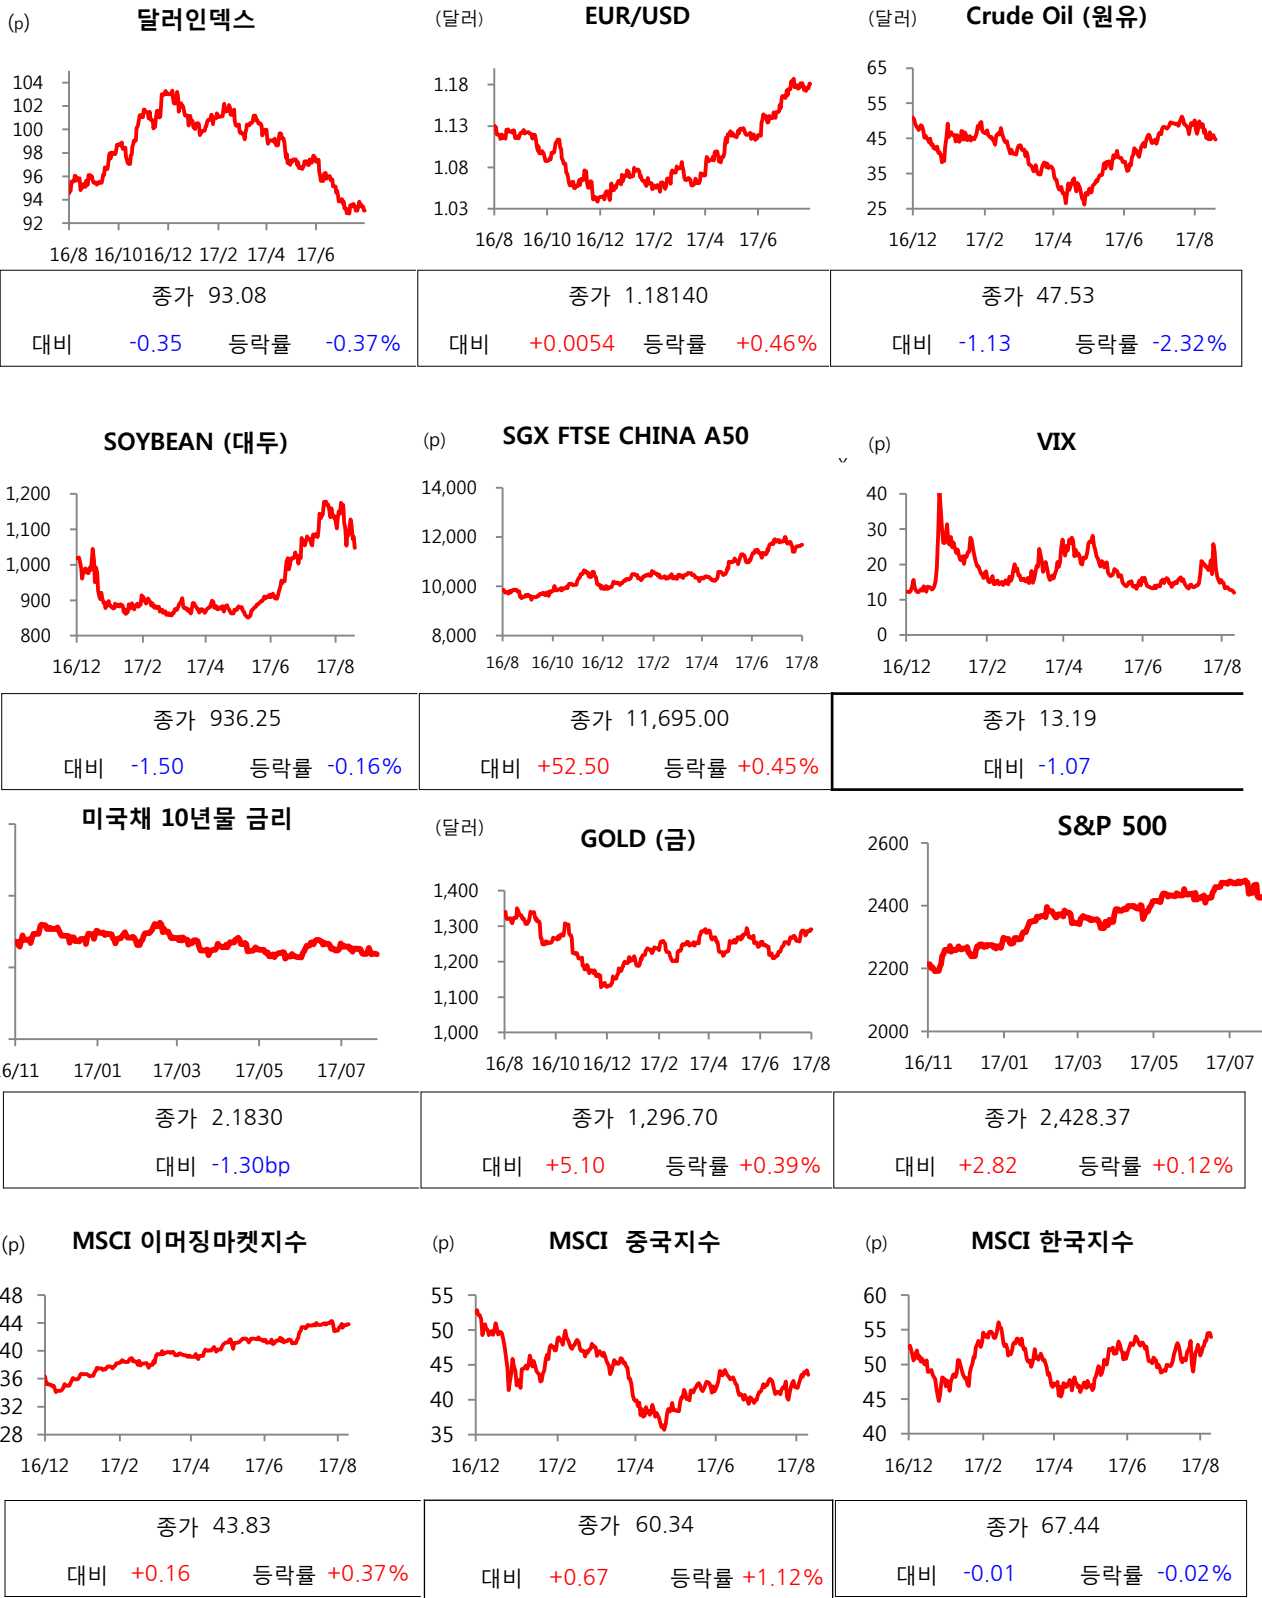 (p) 달러인덱스
104
102
100
98
96
94
92
16/8 16/10 16/12 17/2 17/4 17/6
종가 93.08
대비 -0.35 등락률 -0.37%
(달러) EUR/USD
1.18
1.13
1.08
1.03
16/8 16/10 16/12 17/2 17/4 17/6
종가 1.18140
대비 +0.0054 등락률 +0.46%
(달러) Crude Oil (원유)
65
55
45
35
25
16/12 17/2 17/4 17/6 17/8
종가 47.53
대비 -1.13 등락률 -2.32%
SOYBEAN (대두)
1,200
1,100
1,000
900
800
16/12 17/2 17/4 17/6 17/8
종가 936.25
대비 -1.50 등락률 -0.16%
(p) SGX FTSE CHINA A50
14,000
12,000
10,000
8,000
16/8 16/10 16/12 17/2 17/4 17/6 17/8
종가 11,695.00
대비 +52.50 등락률 +0.45%
(p) VIX
40
30
20
10
0
16/12 17/2 17/4 17/6 17/8
종가 13.19
대비 -1.07
미국채 10년물 금리
6/11 17/01 17/03 17/05 17/07
종가 2.1830
대비 -1.30bp
(달러) GOLD (금)
1,400
1,300
1,200
1,100
1,000
16/8 16/10 16/12 17/2 17/4 17/6 17/8
종가 1,296.70
대비 +5.10 등락률 +0.39%
S&P 500
2600
2400
2200
2000
16/11 17/01 17/03 17/05 17/07
종가 2,428.37
대비 +2.82 등락률 +0.12%
(p) MSCI 이머징마켓지수
48
44
40
36
32
28
16/12 17/2 17/4 17/6 17/8
종가 43.83
대비 +0.16 등락률 +0.37%
(p) MSCI 중국지수
55
50
45
40
35
16/12 17/2 17/4 17/6 17/8
종가 60.34
대비 +0.67 등락률 +1.12%
(p) MSCI 한국지수
60
55
50
45
40
16/12 17/2 17/4 17/6 17/8
종가 67.44
대비 -0.01 등락률 -0.02%